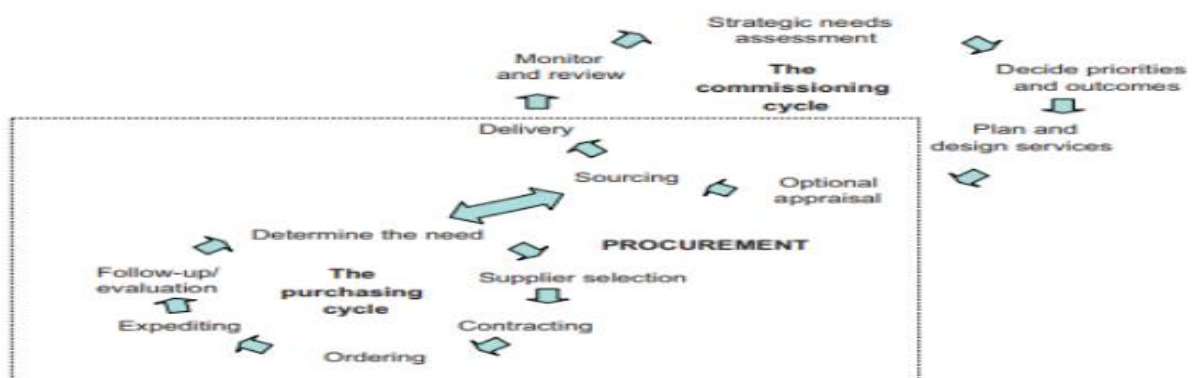 Strategic needs
assessment
Monitor
and review
The
commissioning
cycle
Decide priorities
and outcomes
Delivery
Plan and
design services
Sourcing
Optional
appraisal
Determine the need
PROCUREMENT
Follow-up/
evaluation
The
purchasing
cycle
Supplier selection
Expediting
Contracting
Ordering